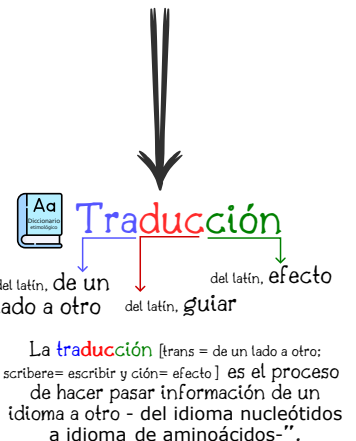 Aa
Diccionario
etimológico
Traducción
del latín, de un
lado a otro
del latín, guiar
del latín, efecto
La traducción [trans = de un lado a otro;
scribere= escribir y ción= efecto ] es el proceso
de hacer pasar información de un
idioma a otro - del idioma nucleótidos
a idioma de aminoácidos-”.